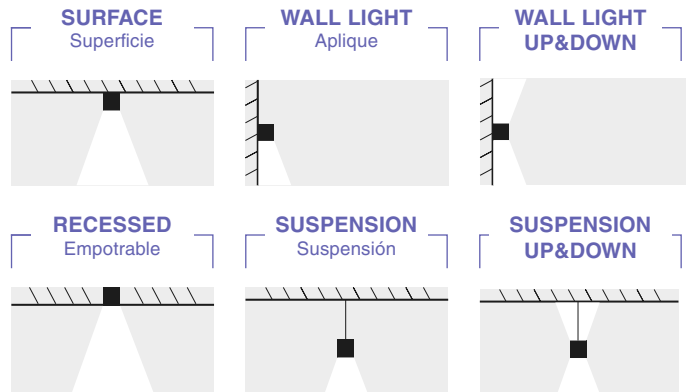 SURFACE
Superficie
WALL LIGHT
Aplique
WALL LIGHT
UP&DOWN
RECESSED
Empotrable
SUSPENSION
Suspensión
SUSPENSION
UP&DOWN